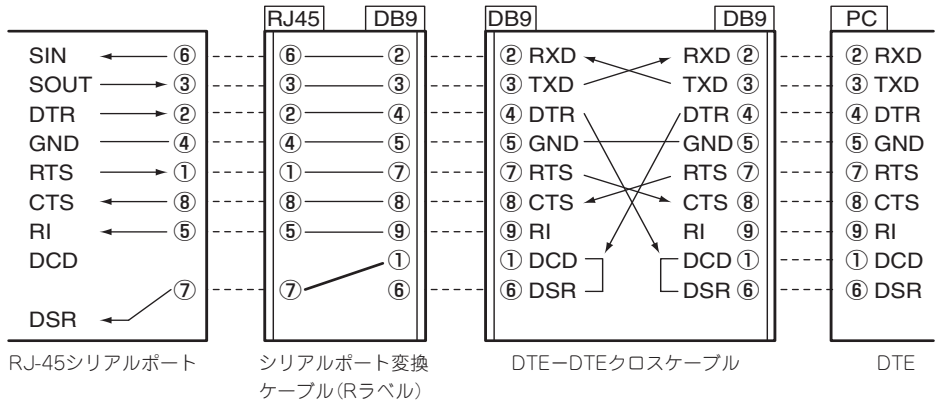 RJ45 DB9 DB9 DB9 PC
SIN ⑥ ⑥ ② ② RXD RXD ② ② RXD
SOUT ③ ③ ③ ③ TXD TXD ③ ③ TXD
DTR ② ② ④ ④ DTR DTR ④ ④ DTR
GND ④ ④ ⑤ ⑤ GND GND ⑤ ⑤ GND
RTS ① ① ⑦ ⑦ RTS RTS ⑦ ⑦ RTS
CTS ⑧ ⑧ ⑧ ⑧ CTS CTS ⑧ ⑧ CTS
RI ⑤ ⑤ ⑨ ⑨ RI RI ⑨ ⑨ RI
DCD ① ① DCD DCD ① ① DCD
⑦ ⑦ ⑥ ⑥ DSR DSR ⑥ ⑥ DSR
DSR
RJ-45シリアルポート シリアルポート変換 DTEーDTEクロスケーブル DTE
ケーブル(Rラベル)